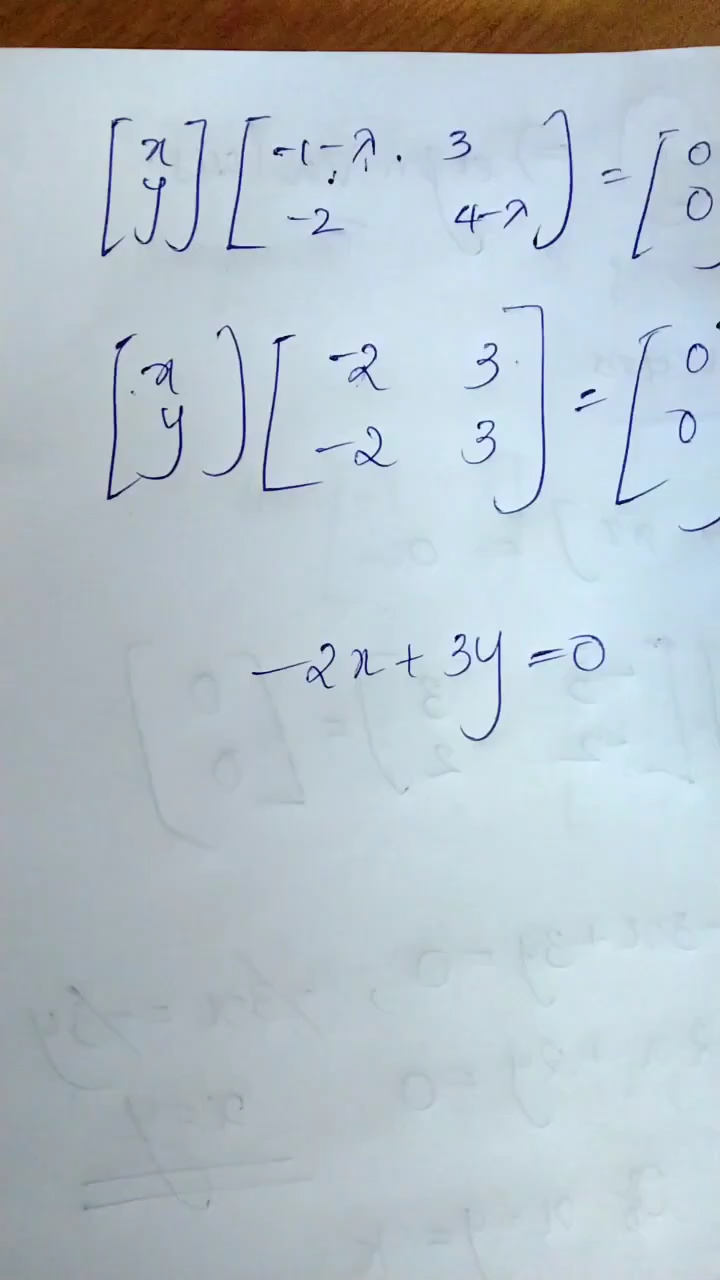 [x [-1-λ 3 ] = [0
y] -2 4-λ 0
[x [-2 3 ] = [0
y] -2 3 0
-2x + 3y = 0